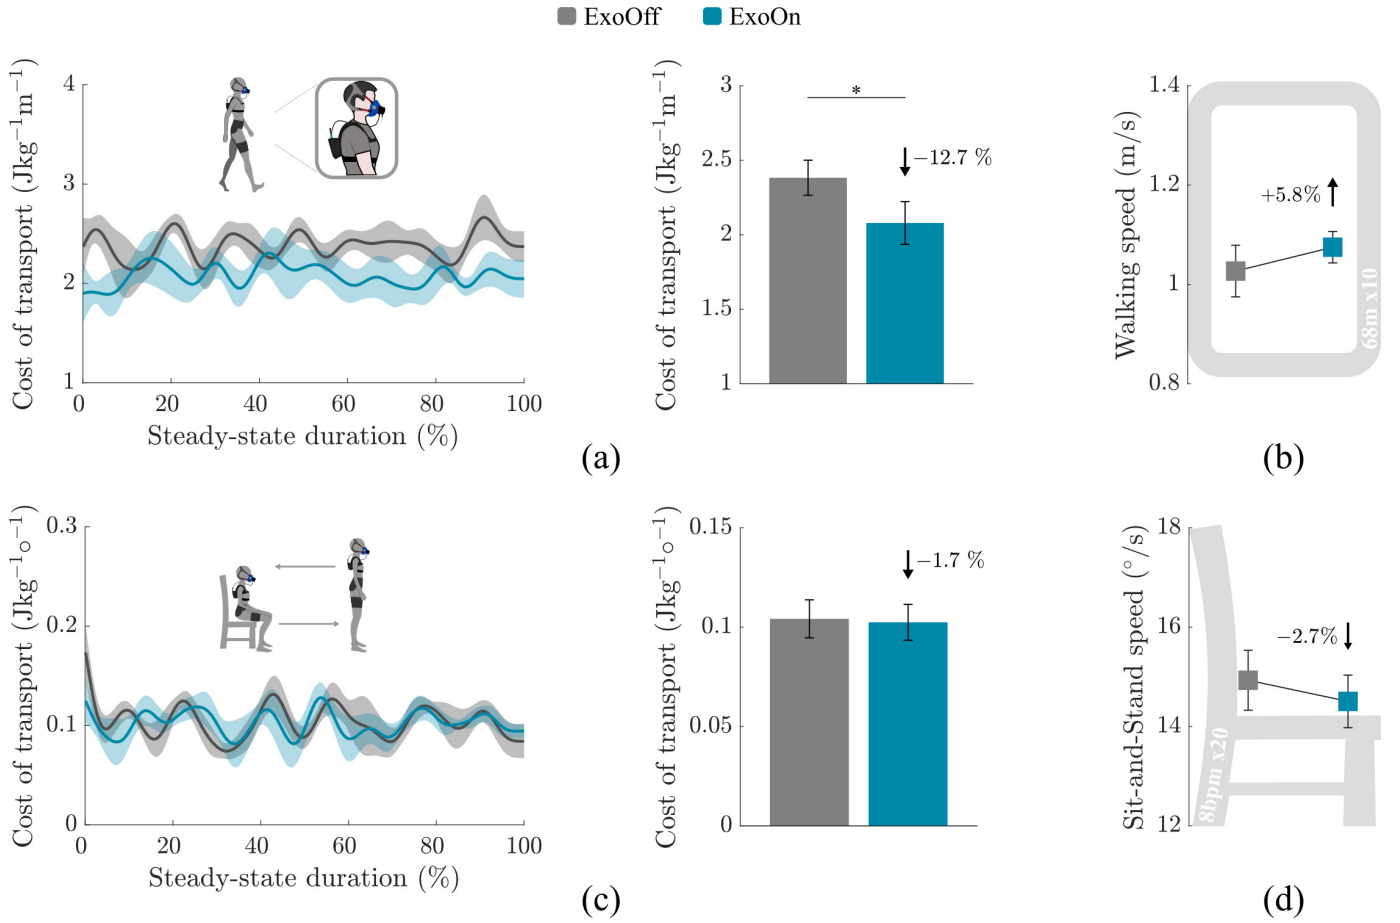 ExoOff ExoOn
Cost of transport (Jkg⁻¹m⁻¹)
4
3
2
1
0 20 40 60 80 100
Steady-state duration (%)
Cost of transport (Jkg⁻¹m⁻¹)
3
2.5
2
1.5
1
*
−12.7 %
(a)
Walking speed (m/s)
1.4
1.2
1
0.8
+5.8%
68m x10
(b)
Cost of transport (Jkg⁻¹○⁻¹)
0.3
0.2
0.1
0
0 20 40 60 80 100
Steady-state duration (%)
Cost of transport (Jkg⁻¹○⁻¹)
0.15
0.1
0.05
0
−1.7 %
(c)
Sit-and-Stand speed (°/s)
18
16
14
12
−2.7%
8bpm x20
(d)